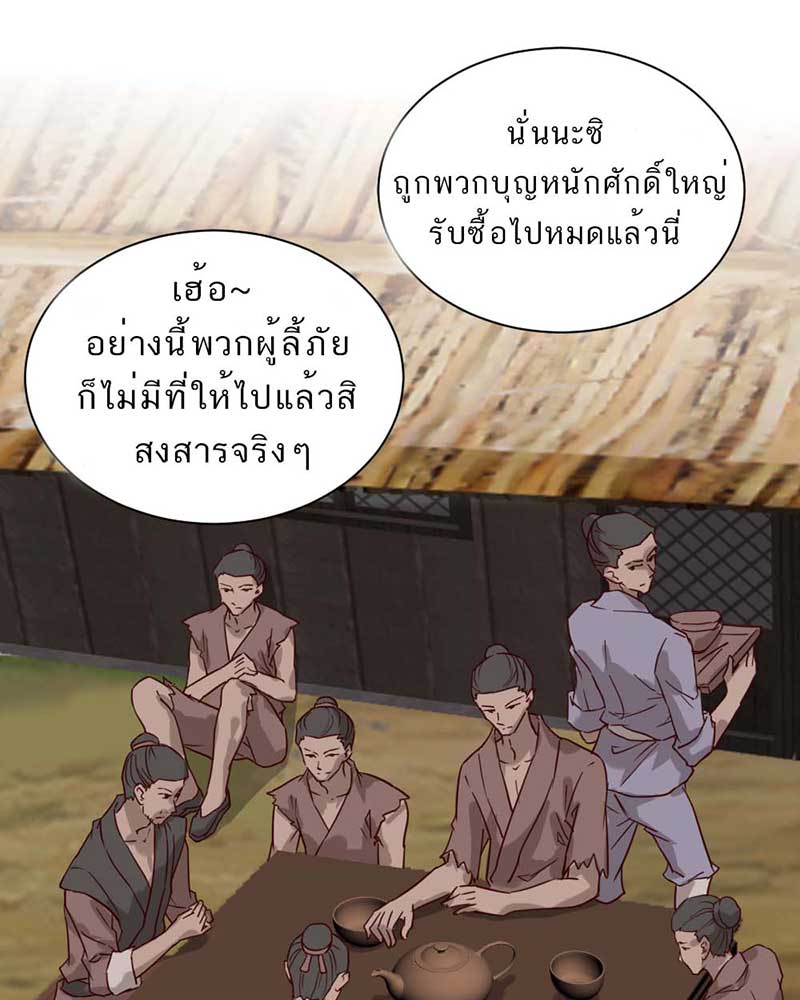 นั่นนะซิ
ถูกพวกบุญหนักศักดิ์ใหญ่
รับซื้อไปหมดแล้วนี่
เฮ้อ~
อย่างนี้พวกผู้ลี้ภัย
ก็ไม่มีที่ให้ไปแล้วสิ
สงสารจริงๆ